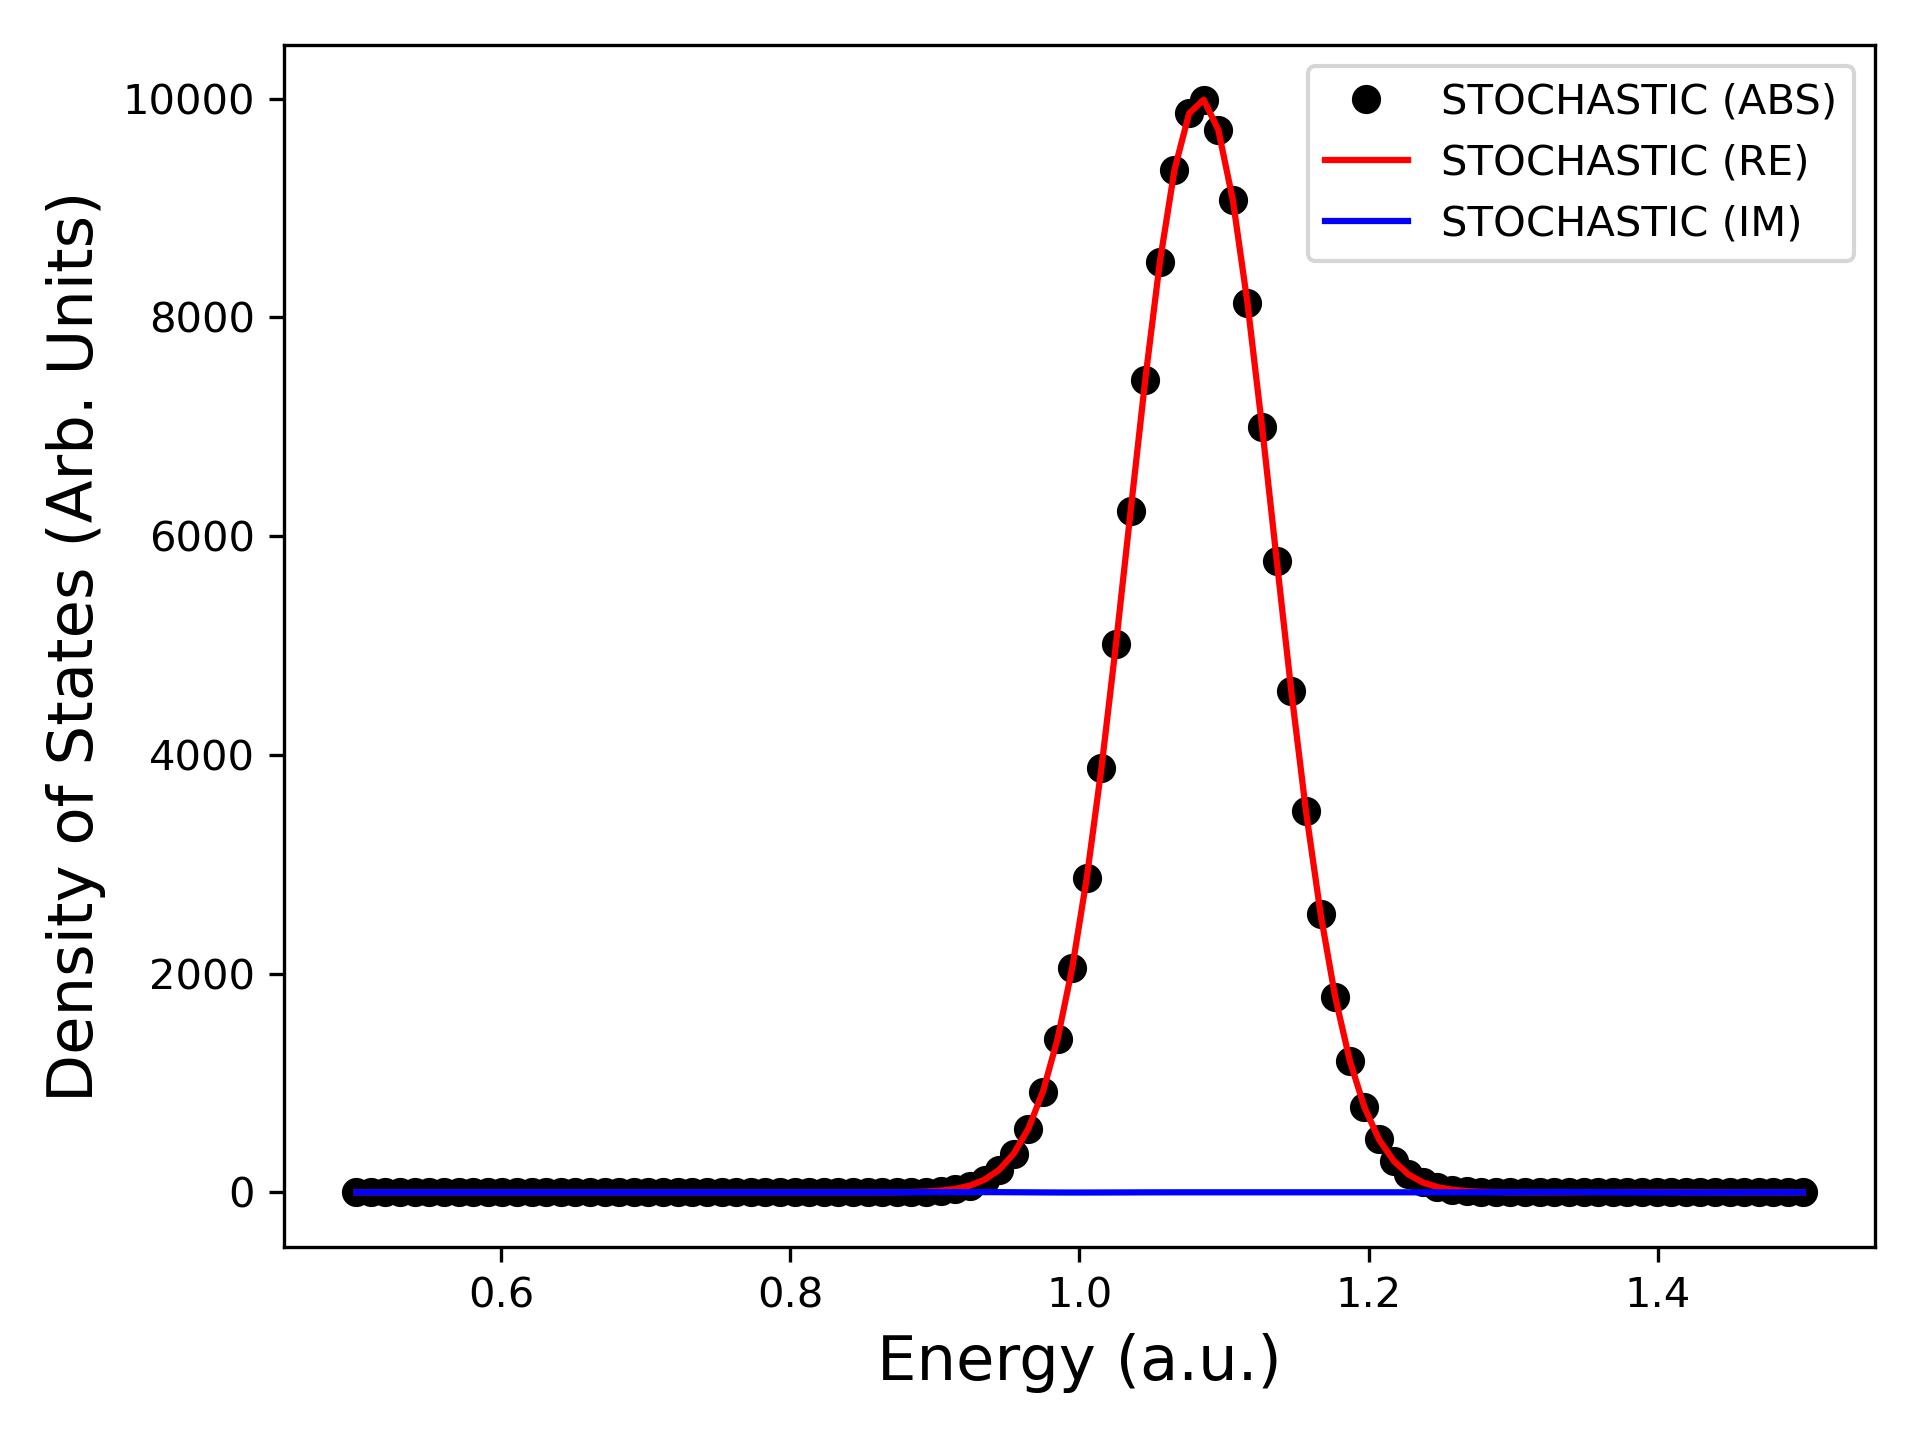 STOCHASTIC (ABS)
STOCHASTIC (RE)
STOCHASTIC (IM)
Density of States (Arb. Units)
10000
8000
6000
4000
2000
0
0.6 0.8 1.0 1.2 1.4
Energy (a.u.)